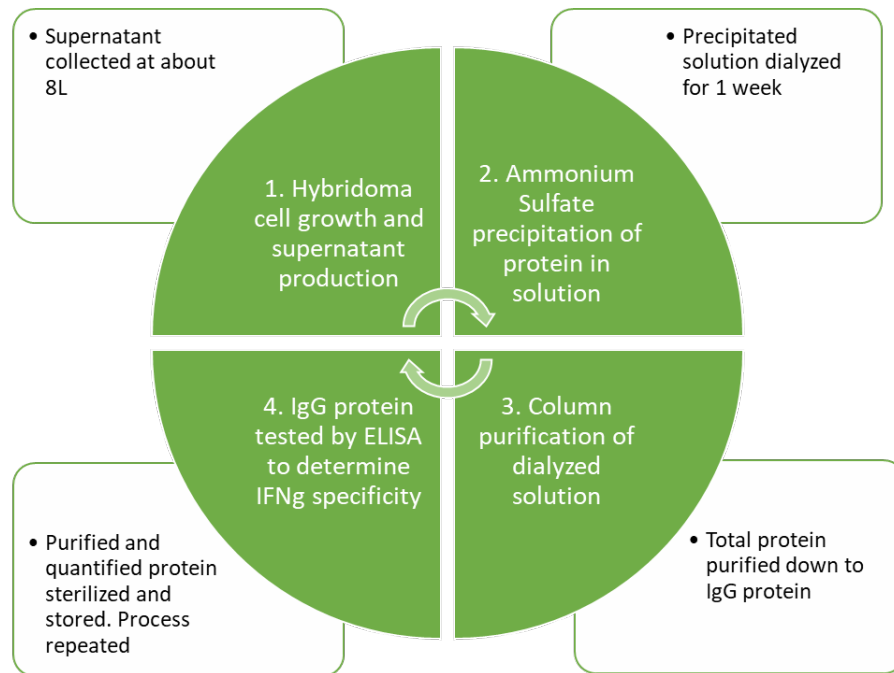 • Supernatant
collected at about
8L
• Precipitated
solution dialyzed
for 1 week
1. Hybridoma
cell growth and
supernatant
production
2. Ammonium
Sulfate
precipitation of
protein in
solution
4. IgG protein
tested by ELISA
to determine
IFNg specificity
3. Column
purification of
dialyzed
solution
• Purified and
quantified protein
sterilized and
stored. Process
repeated
• Total protein
purified down to
IgG protein